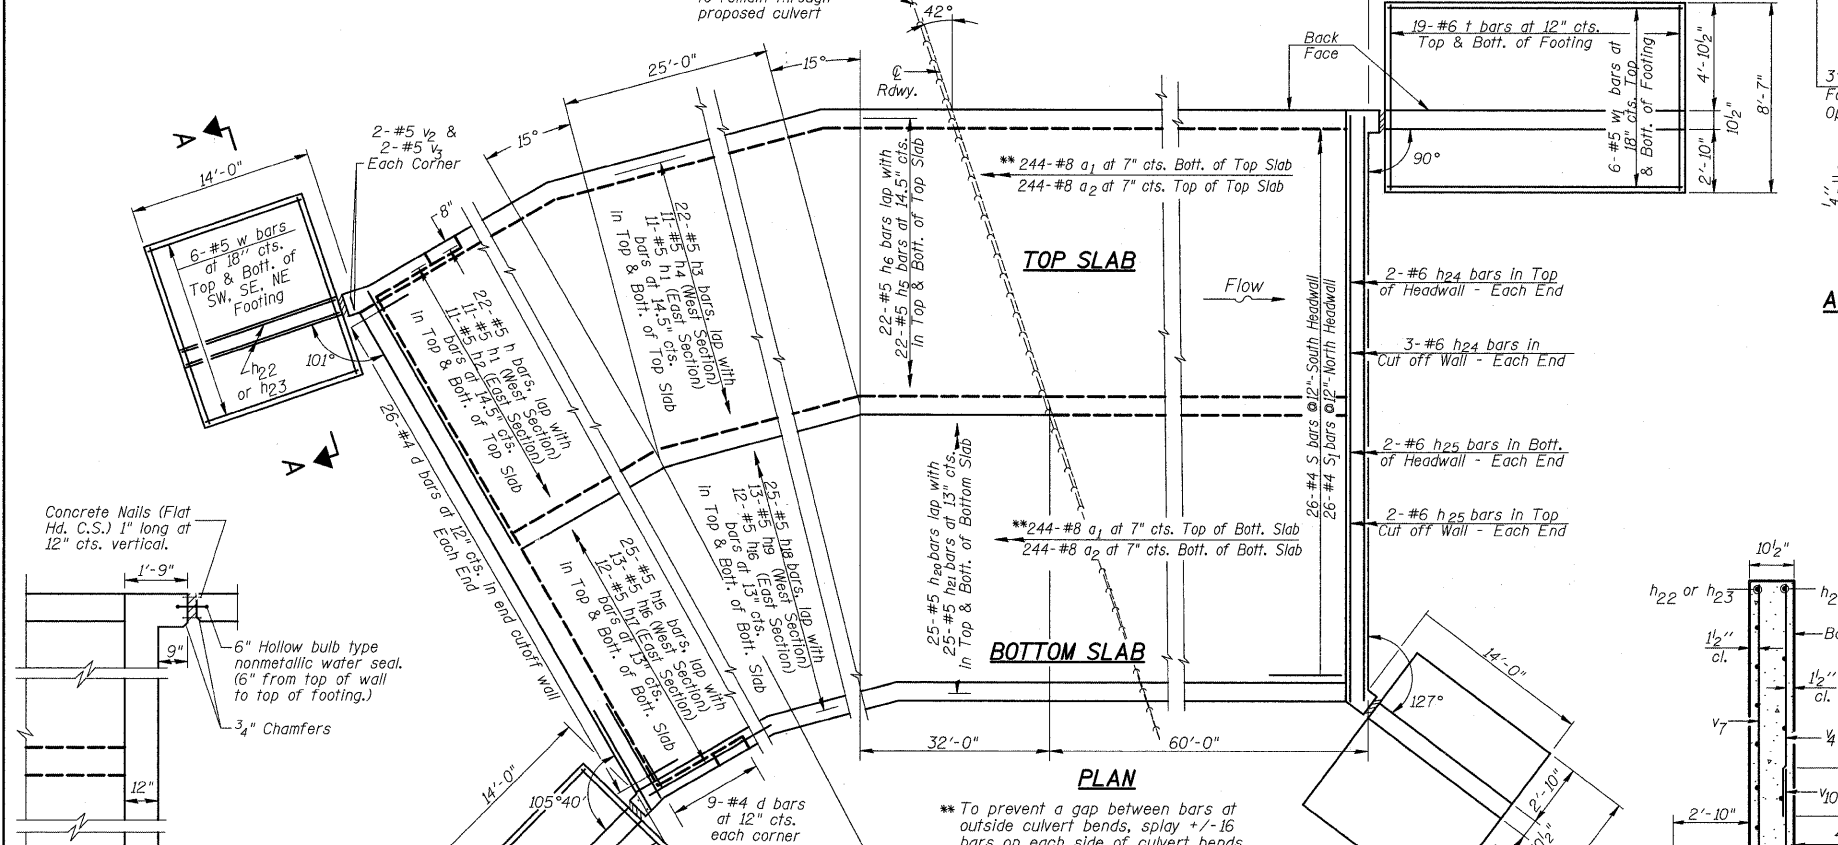 to remain through
proposed culvert
42°
℄
Rdwy.
25'-0"
15°
15°
Back
Face
19-#6 t bars at 12" cts.
Top & Bott. of Footing
6-#5 w1 bars at
18" cts. Top
& Bott. of Footing
4'-10½"
10½"
2'-10"
8'-7"
90°
A
14'-0"
2-#5 v2 &
2-#5 v3
Each Corner
8"
6-#5 w bars
at 18" cts.
Top & Bott. of
SW, SE, NE
Footing
h22
or h23
101°
A
22-#5 h bars, lap with
11-#5 h1 (West Section)
11-#5 h2 (East Section)
bars at 14.5" cts.
in Top & Bott. of Top Slab
22-#5 h3 bars, lap with
11-#5 h4 (West Section)
11-#5 h1 (East Section)
bars at 14.5" cts.
in Top & Bott. of Top Slab
22-#5 h6 bars lap with
22-#5 h5 bars at 14.5" cts.
in Top & Bott. of Top Slab
** 244-#8 a1 at 7" cts. Bott. of Top Slab
244-#8 a2 at 7" cts. Top of Top Slab
TOP SLAB
Flow
26-#4 S bars @12"-South Headwall
26-#4 S1 bars @12"-North Headwall
2-#6 h24 bars in Top
of Headwall - Each End
3-#6 h24 bars in
Cut off Wall - Each End
2-#6 h25 bars in Bott.
of Headwall - Each End
2-#6 h25 bars in Top
Cut off Wall - Each End
26-#4 d bars at 12" cts. in end cutoff wall
Each End
25-#5 h15 bars, lap with
13-#5 h16 (West Section)
12-#5 h17 (East Section)
bars at 13" cts.
in Top & Bott. of Bott. Slab
25-#5 h18 bars, lap with
13-#5 h19 (West Section)
12-#5 h16 (East Section)
bars at 13" cts.
in Top & Bott. of Bott. Slab
25-#5 h20 bars lap with
25-#5 h21 bars at 13" cts.
in Top & Bott. of Bottom Slab
**244-#8 a1 at 7" cts. Top of Bott. Slab
244-#8 a2 at 7" cts. Bott. of Bott. Slab
BOTTOM SLAB
Concrete Nails (Flat
Hd. C.S.) 1" long at
12" cts. vertical.
1'-9"
9"
6" Hollow bulb type
nonmetallic water seal.
(6" from top of wall
to top of footing.)
¾" Chamfers
12"
14'-0"
105°40'
9-#4 d bars
at 12" cts.
each corner
32'-0"
60'-0"
PLAN
** To prevent a gap between bars at
outside culvert bends, splay +/-16
bars on each side of culvert bends
127°
14'-0"
2'-10"
10½"
10½"
h22 or h23
1½"
cl.
1½"
cl.
v7
v4
v10
2'-10"